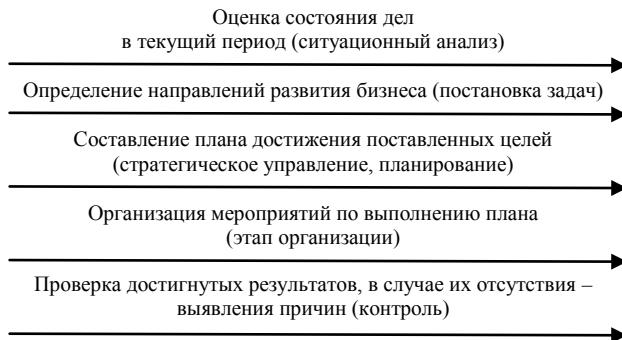 Оценка состояния дел
в текущий период (ситуационный анализ)
Определение направлений развития бизнеса (постановка задач)
Составление плана достижения поставленных целей
(стратегическое управление, планирование)
Организация мероприятий по выполнению плана
(этап организации)
Проверка достигнутых результатов, в случае их отсутствия –
выявления причин (контроль)